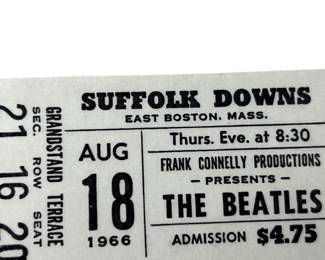 SUFFOLK DOWNS
EAST BOSTON, MASS.
GRANDSTAND TERRACE
SEC. ROW SEAT
21 16 20
AUG
18
1966
Thurs. Eve. at 8:30
FRANK CONNELLY PRODUCTIONS
— PRESENTS —
THE BEATLES
ADMISSION $4.75